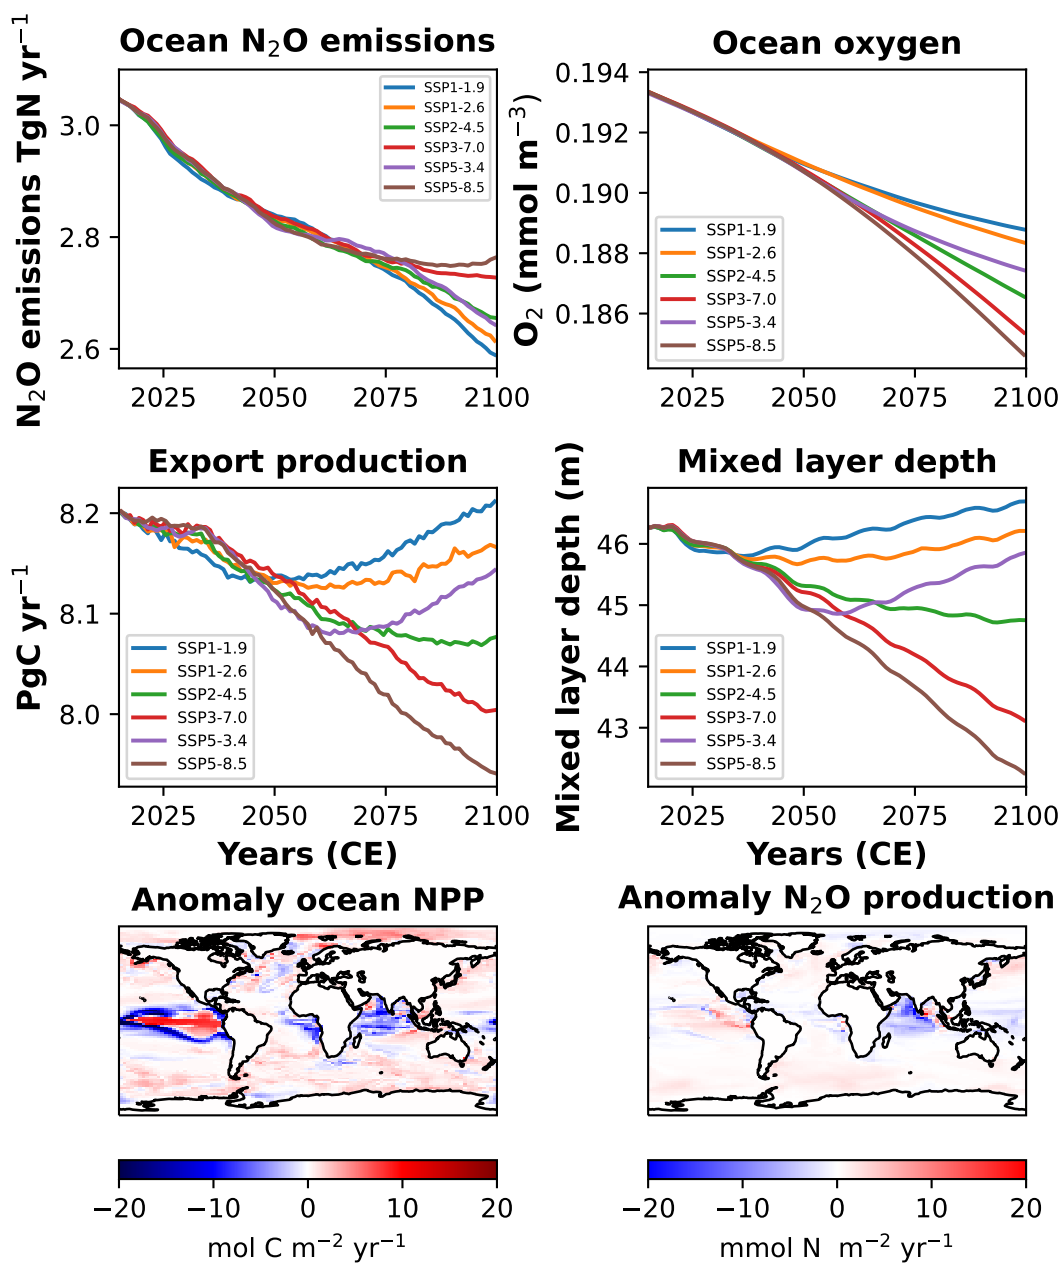 Ocean N₂O emissions
N₂O emissions TgN yr⁻¹
3.0
2.8
2.6
2025 2050 2075 2100
SSP1-1.9
SSP1-2.6
SSP2-4.5
SSP3-7.0
SSP5-3.4
SSP5-8.5
Ocean oxygen
O₂ (mmol m⁻³)
0.194
0.192
0.190
0.188
0.186
2025 2050 2075 2100
SSP1-1.9
SSP1-2.6
SSP2-4.5
SSP3-7.0
SSP5-3.4
SSP5-8.5
Export production
PgC yr⁻¹
8.2
8.1
8.0
2025 2050 2075 2100
Years (CE)
SSP1-1.9
SSP1-2.6
SSP2-4.5
SSP3-7.0
SSP5-3.4
SSP5-8.5
Mixed layer depth
Mixed layer depth (m)
46
45
44
43
2025 2050 2075 2100
Years (CE)
SSP1-1.9
SSP1-2.6
SSP2-4.5
SSP3-7.0
SSP5-3.4
SSP5-8.5
Anomaly ocean NPP
−20 −10 0 10 20
mol C m⁻² yr⁻¹
Anomaly N₂O production
−20 −10 0 10 20
mmol N m⁻² yr⁻¹